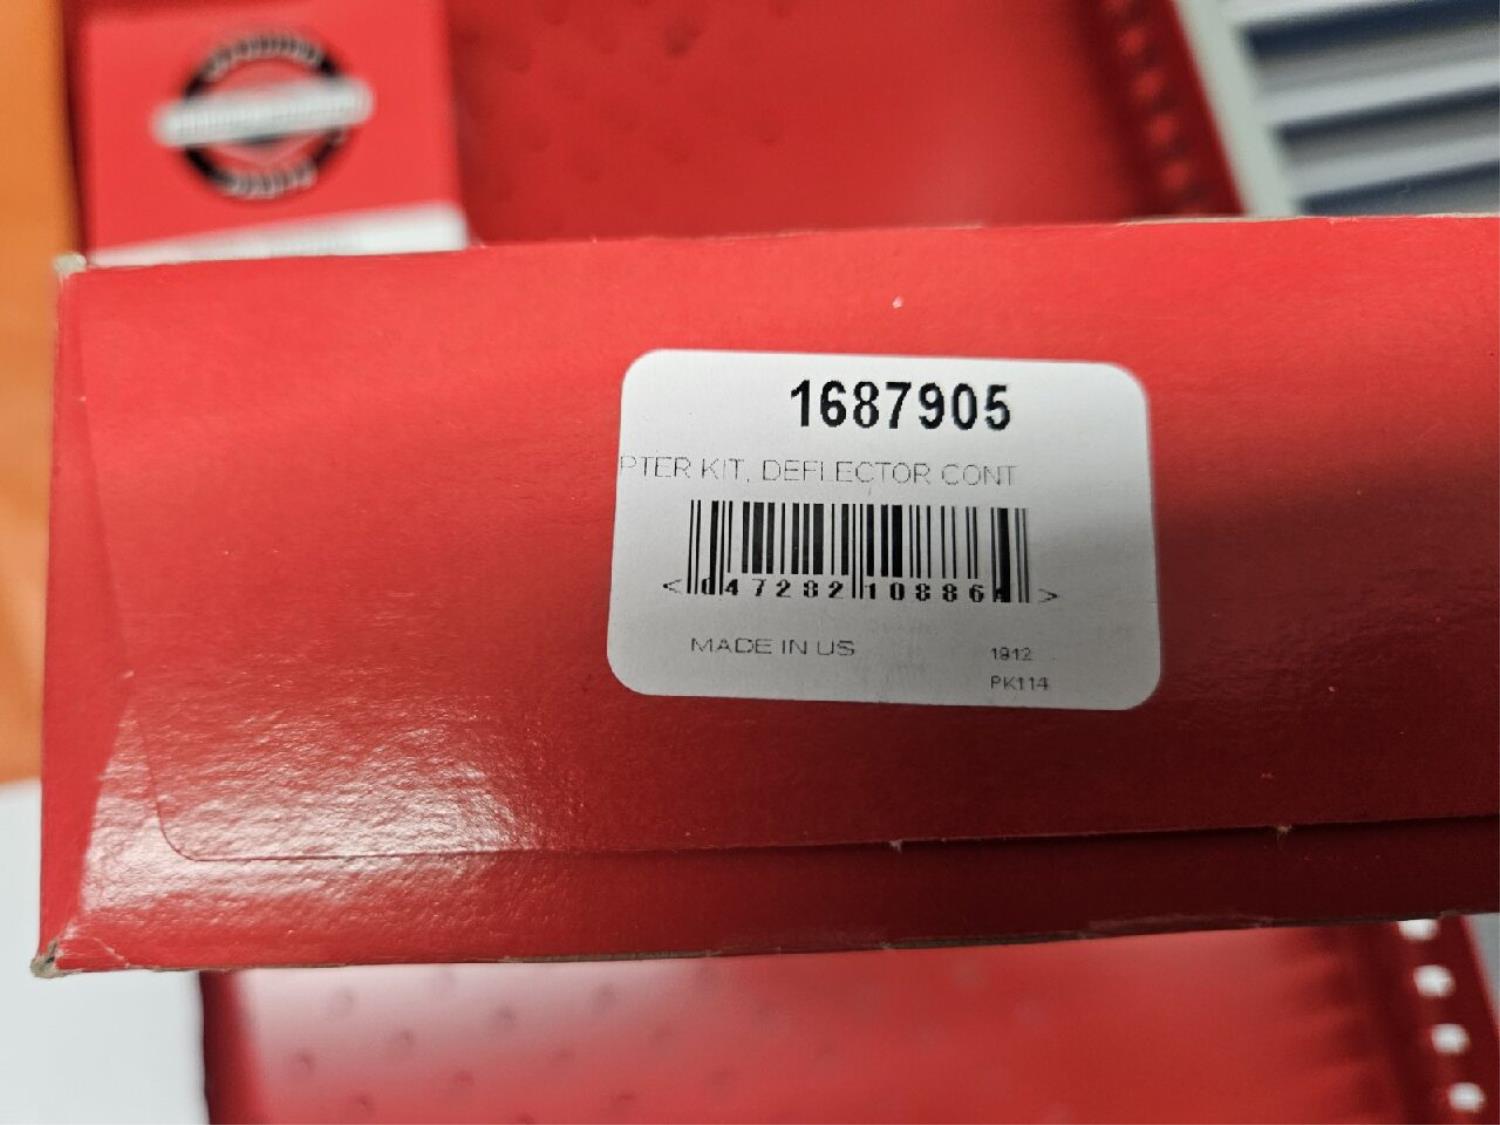 1687905
PTER KIT, DEFLECTOR CONT
<047282108864>
MADE IN US
1912
PK114